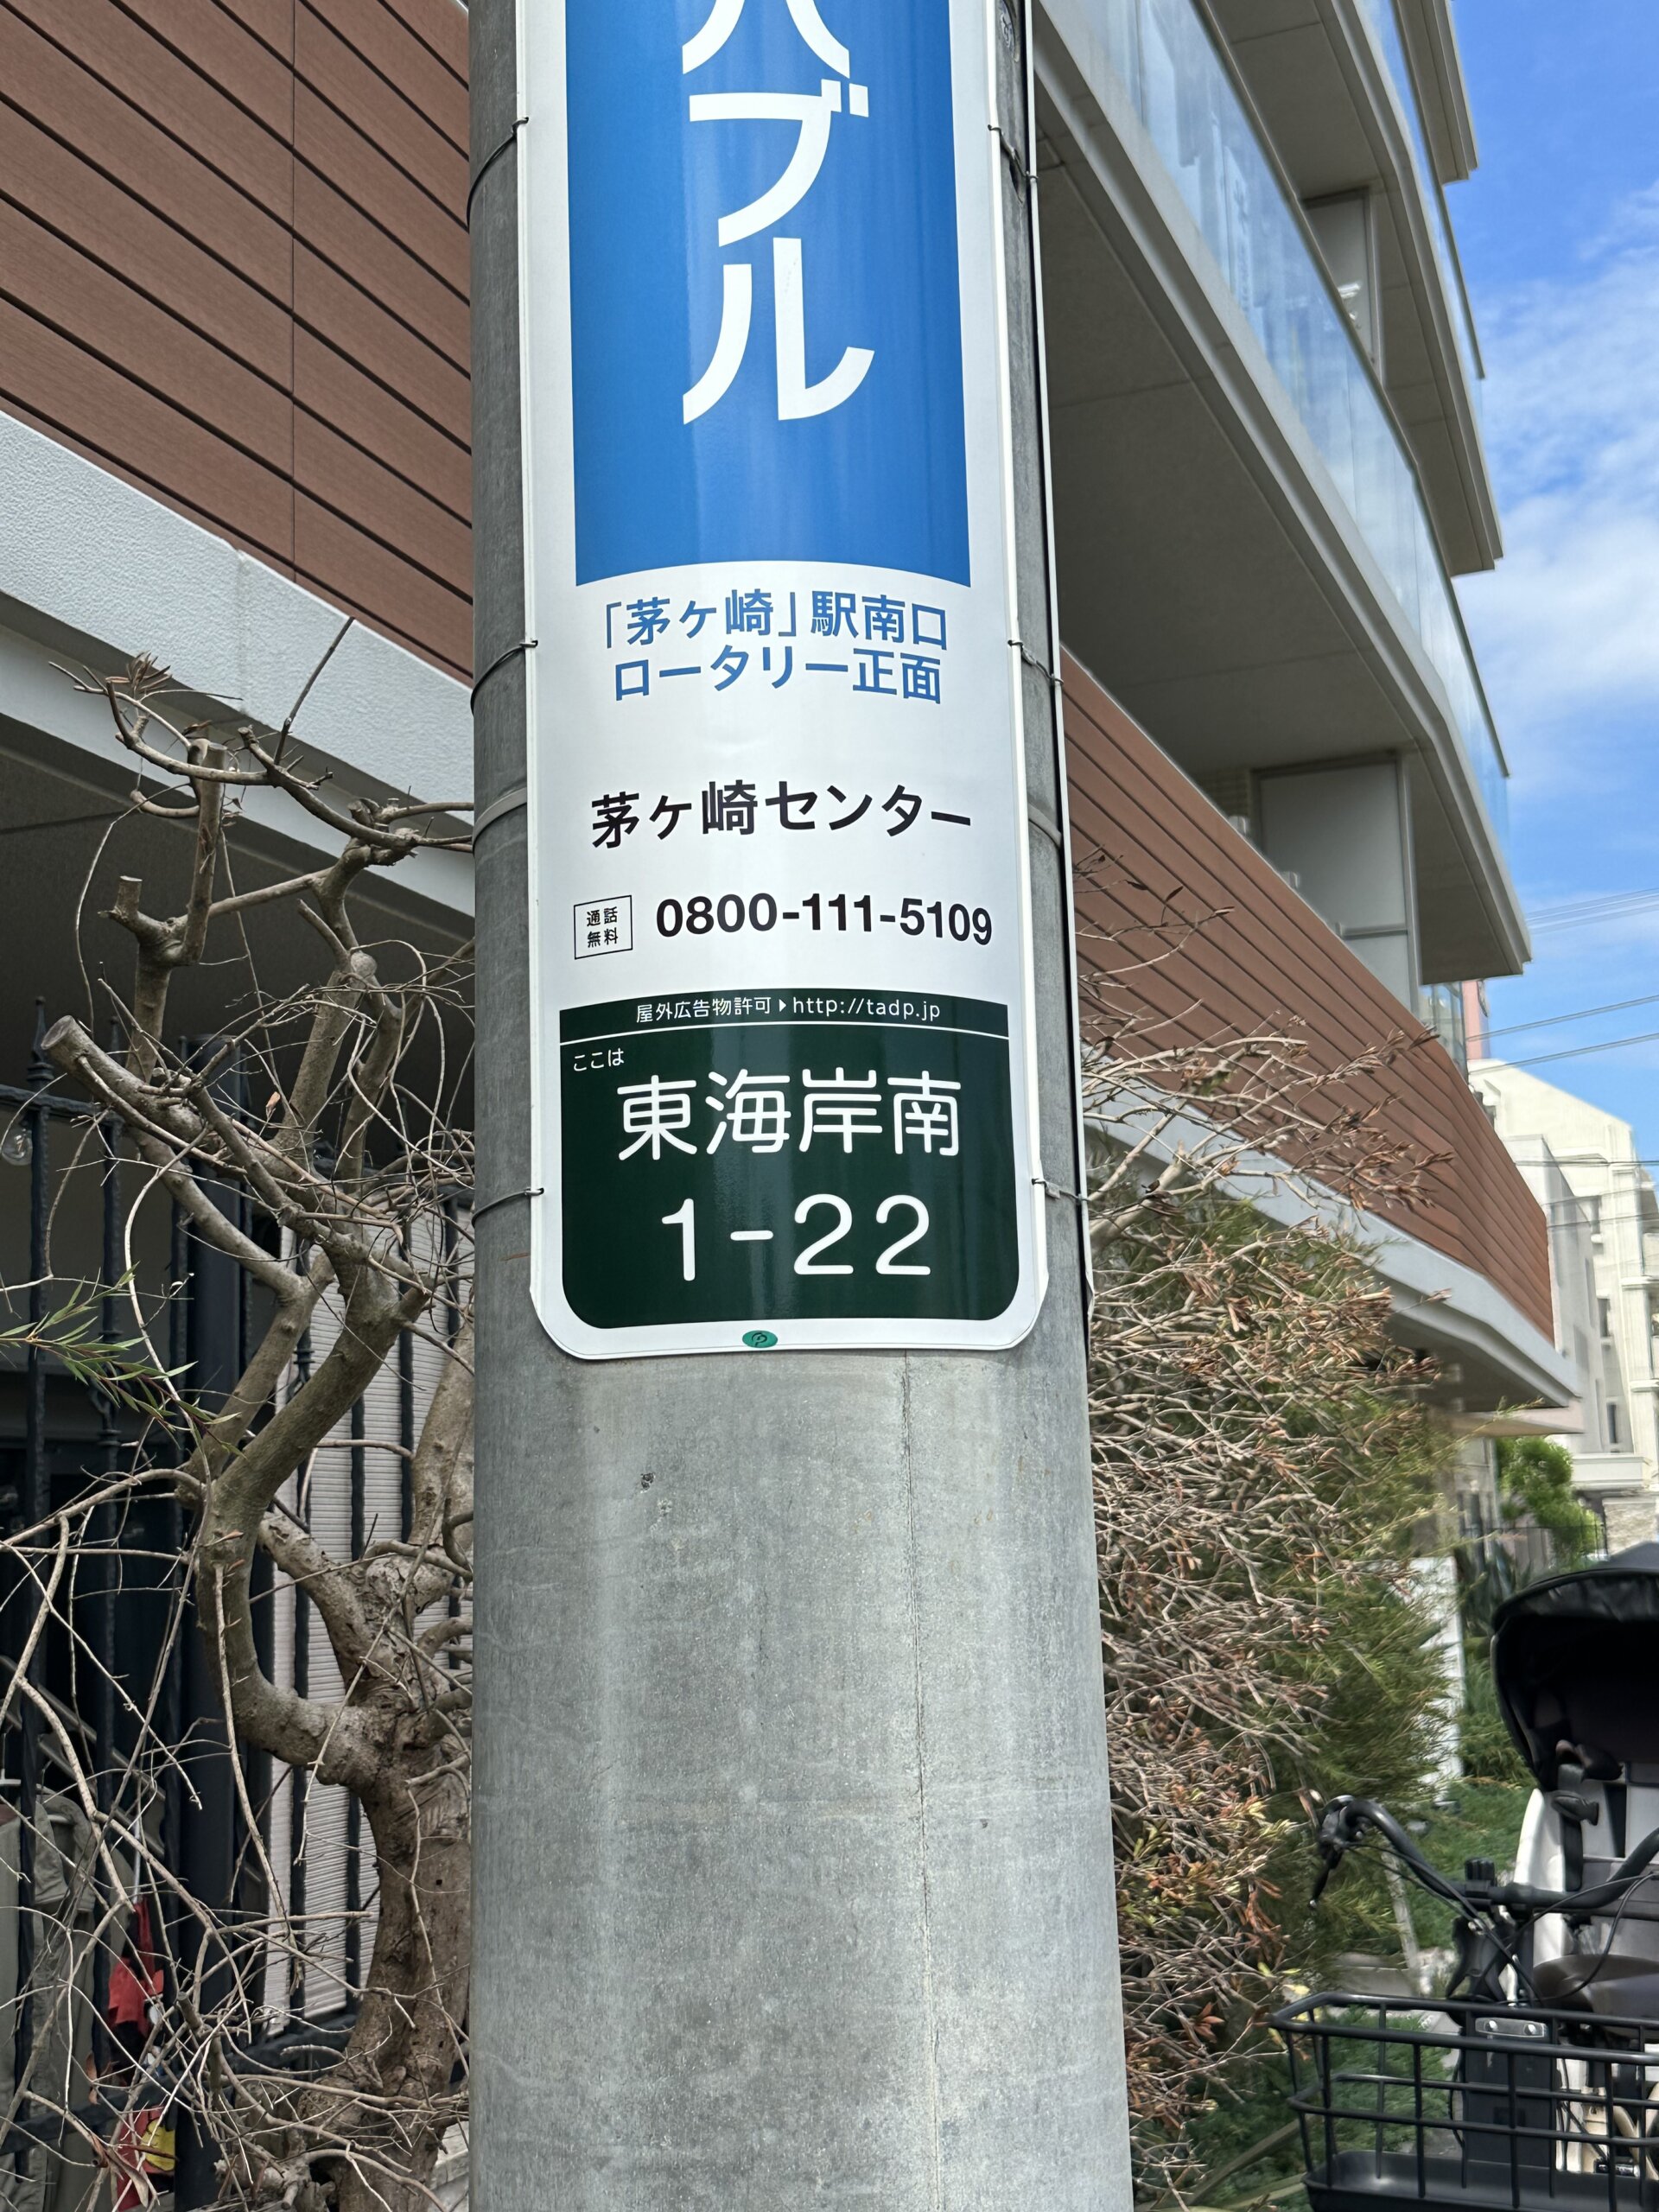 ブル
「茅ヶ崎」駅南口
ロータリー正面
茅ヶ崎センター
通話
無料
0800-111-5109
屋外広告物許可▶http://tadp.jp
ここは
東海岸南
1-22